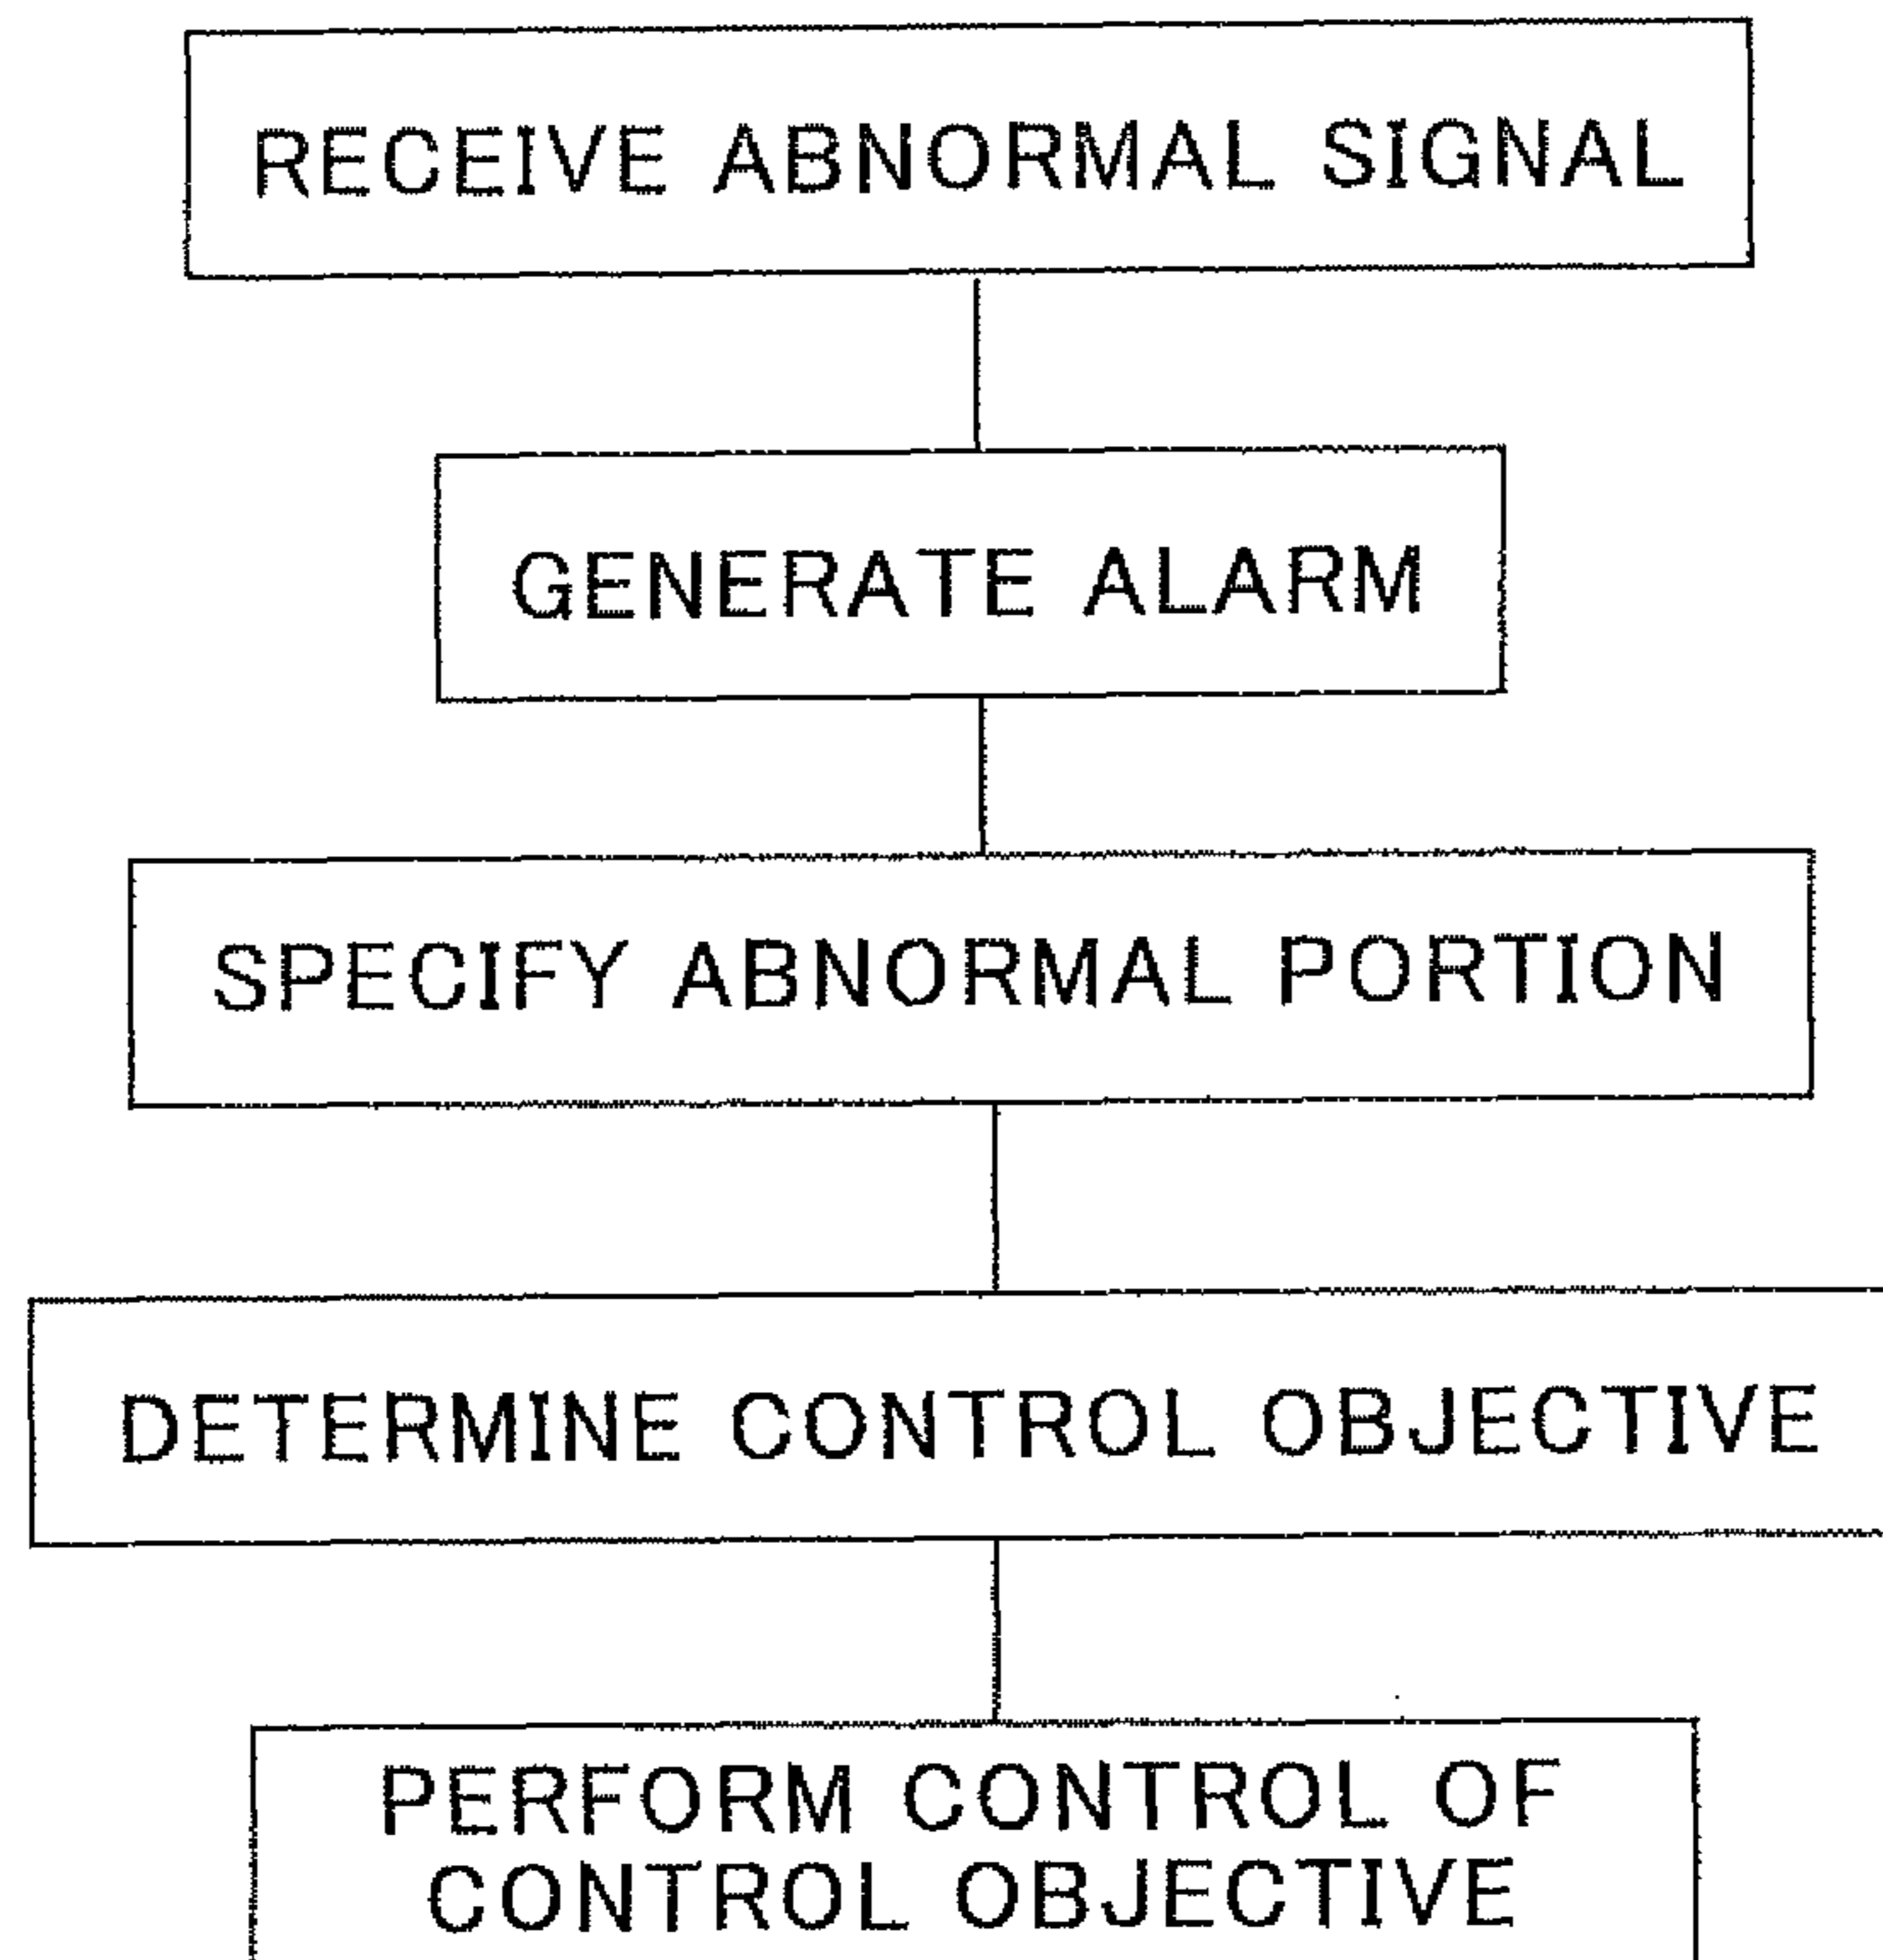 RECEIVE ABNORMAL SIGNAL
GENERATE ALARM
SPECIFY ABNORMAL PORTION
DETERMINE CONTROL OBJECTIVE
PERFORM CONTROL OF
CONTROL OBJECTIVE